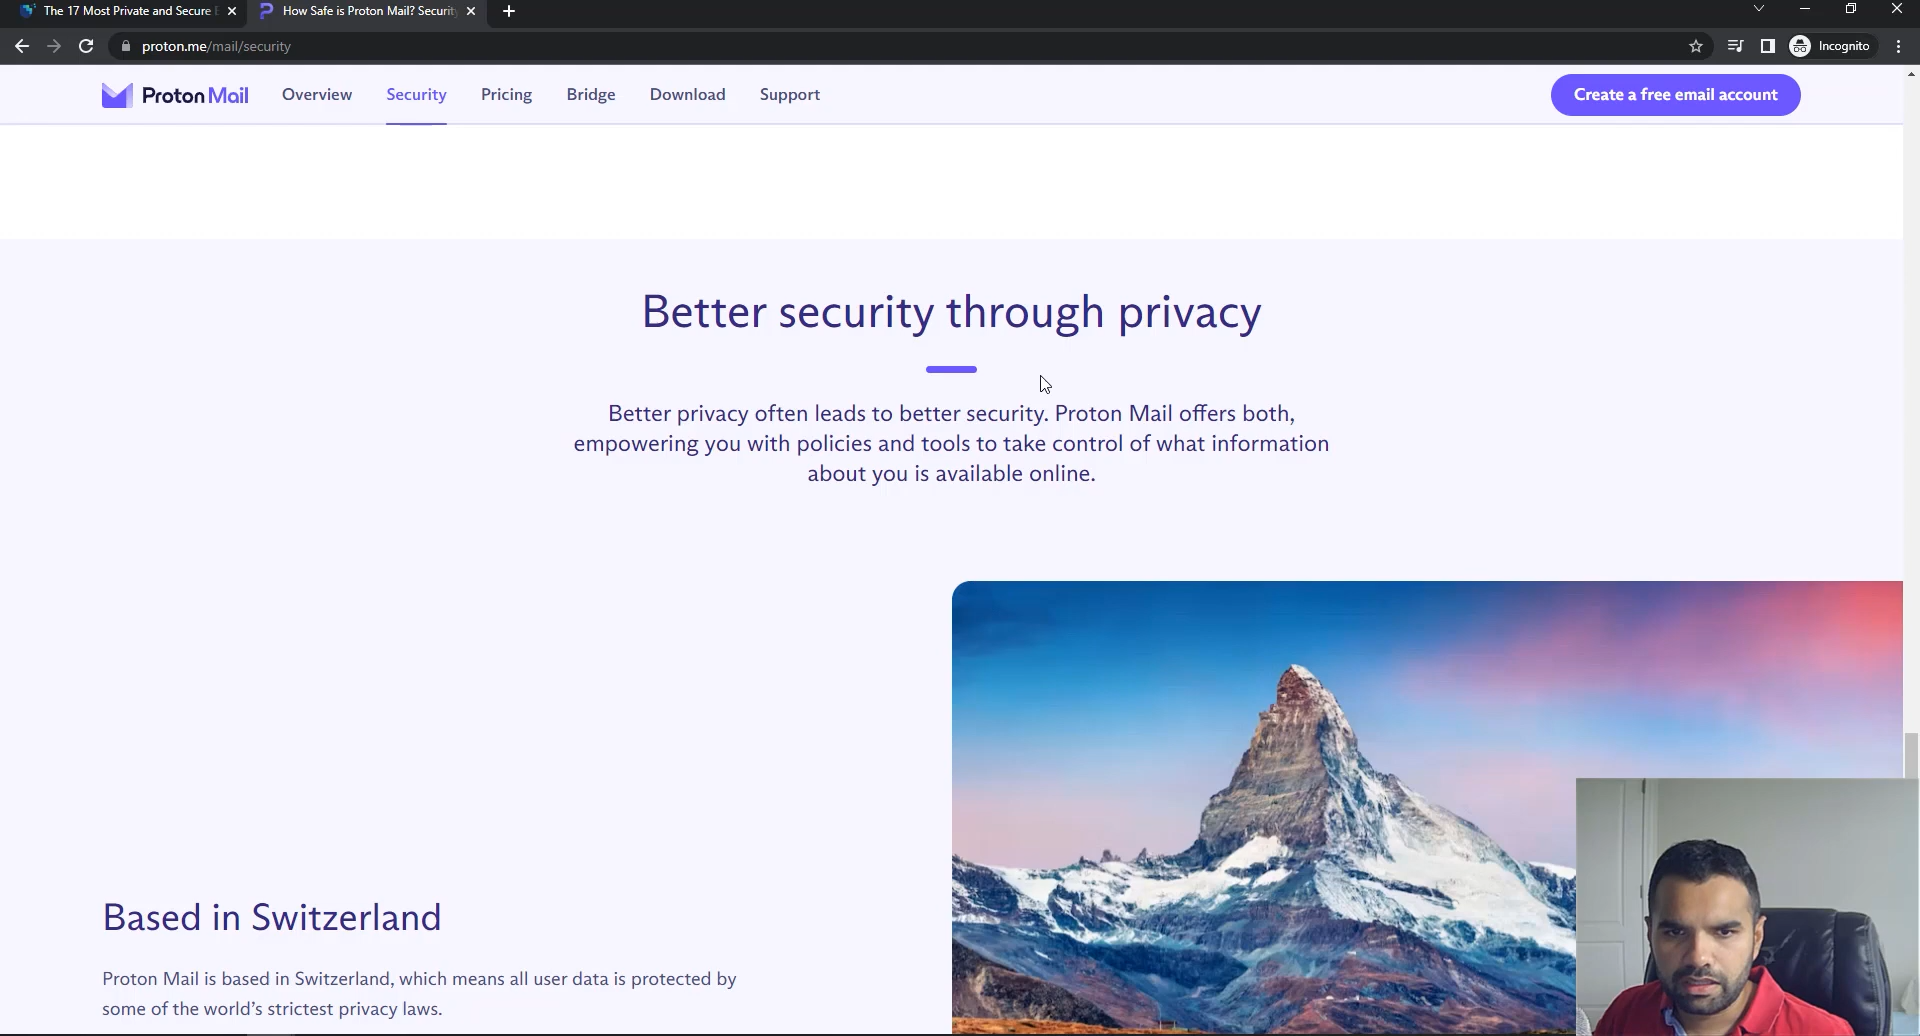 The 17 Most Private and Secure
How Safe is Proton Mail? Security
proton.me/mail/security
Incognito
Proton Mail
Overview
Security
Pricing
Bridge
Download
Support
Create a free email account
Better security through privacy
Better privacy often leads to better security. Proton Mail offers both,
empowering you with policies and tools to take control of what information
about you is available online.
Based in Switzerland
Proton Mail is based in Switzerland, which means all user data is protected by
some of the world’s strictest privacy laws.